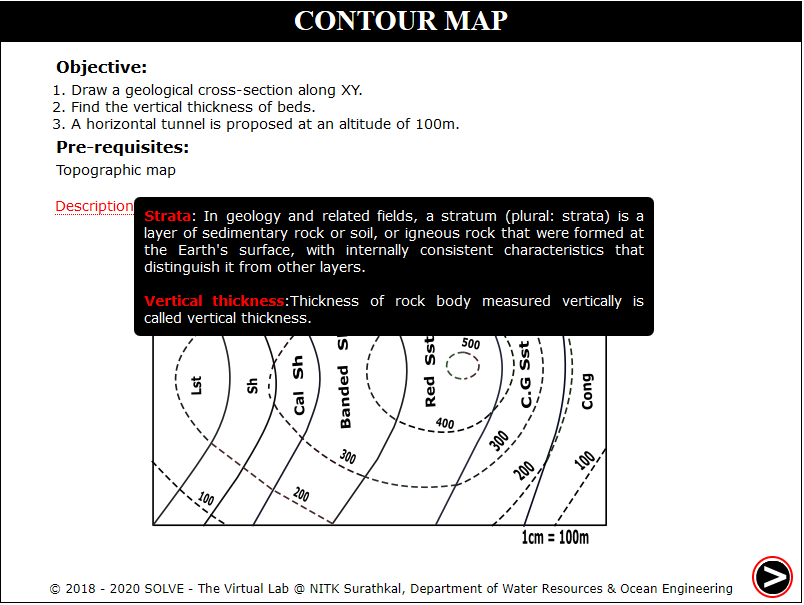 CONTOUR MAP
Objective:
1. Draw a geological cross-section along XY.
2. Find the vertical thickness of beds.
3. A horizontal tunnel is proposed at an altitude of 100m.
Pre-requisites:
Topographic map
Description
Strata: In geology and related fields, a stratum (plural: strata) is a
layer of sedimentary rock or soil, or igneous rock that were formed at
the Earth's surface, with internally consistent characteristics that
distinguish it from other layers.
Vertical thickness:Thickness of rock body measured vertically is
called vertical thickness.
Lst
Sh
Cal Sh
Banded
Red Sst
500
C.G Sst
Cong
400
300
300
200
100
100
200
1cm = 100m
© 2018 - 2020 SOLVE - The Virtual Lab @ NITK Surathkal, Department of Water Resources & Ocean Engineering